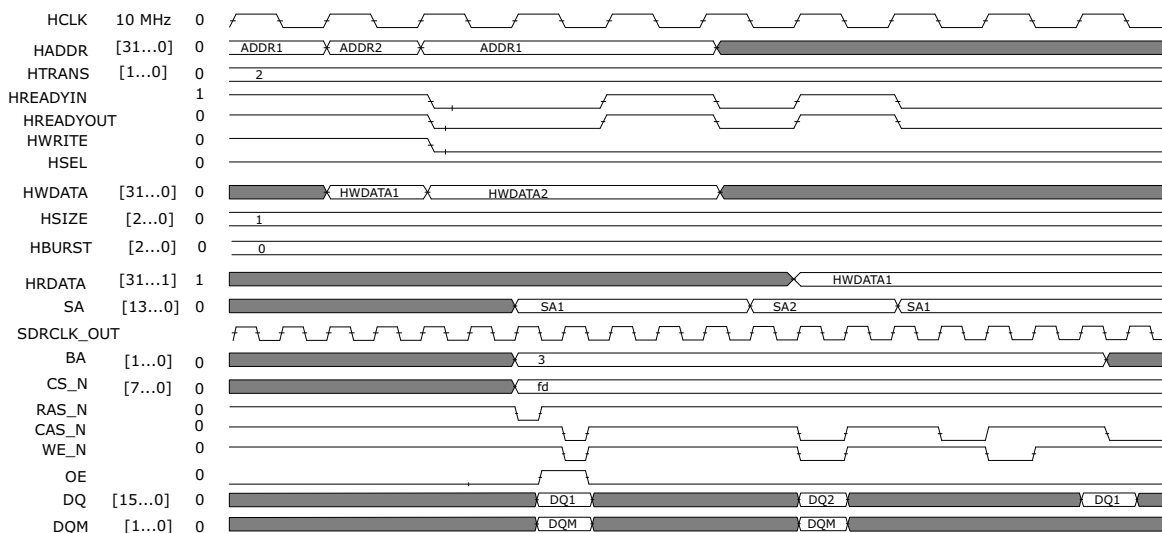 HCLK 10 MHz 0
HADDR [31...0] 0 ADDR1 ADDR2 ADDR1
HTRANS [1...0] 0 2
HREADYIN 1
HREADYOUT 0
HWRITE 0
HSEL 0
HWDATA [31...0] 0 HWDATA1 HWDATA2
HSIZE [2...0] 0 1
HBURST [2...0] 0 0
HRDATA [31...1] 1 HWDATA1
SA [13...0] 0 SA1 SA2 SA1
SDRCLK_OUT
BA [1...0] 0 3
CS_N [7...0] 0 fd
RAS_N 0
CAS_N 0
WE_N 0
OE 0
DQ [15...0] 0 DQ1 DQ2 DQ1
DQM [1...0] 0 DQM DQM